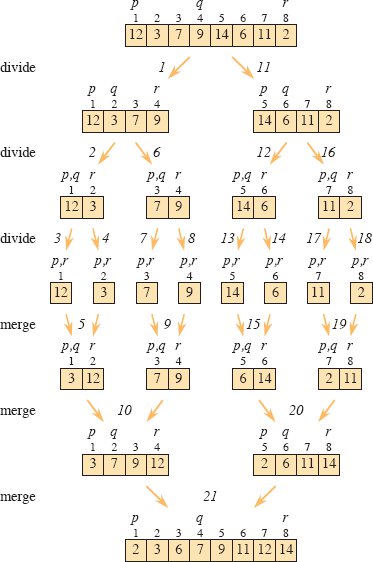 p q r
1 2 3 4 5 6 7 8
12 3 7 9 14 6 11 2
divide 1 11
p q r p q r
1 2 3 4 5 6 7 8
12 3 7 9 14 6 11 2
divide 2 6 12 16
p,q r p,q r p,q r p,q r
1 2 3 4 5 6 7 8
12 3 7 9 14 6 11 2
divide 3 4 7 8 13 14 17 18
p,r p,r p,r p,r p,r p,r p,r p,r
1 2 3 4 5 6 7 8
12 3 7 9 14 6 11 2
merge 5 9 15 19
p,q r p,q r p,q r p,q r
1 2 3 4 5 6 7 8
3 12 7 9 6 14 2 11
merge 10 20
p q r p q r
1 2 3 4 5 6 7 8
3 7 9 12 2 6 11 14
merge 21
p q r
1 2 3 4 5 6 7 8
2 3 6 7 9 11 12 14